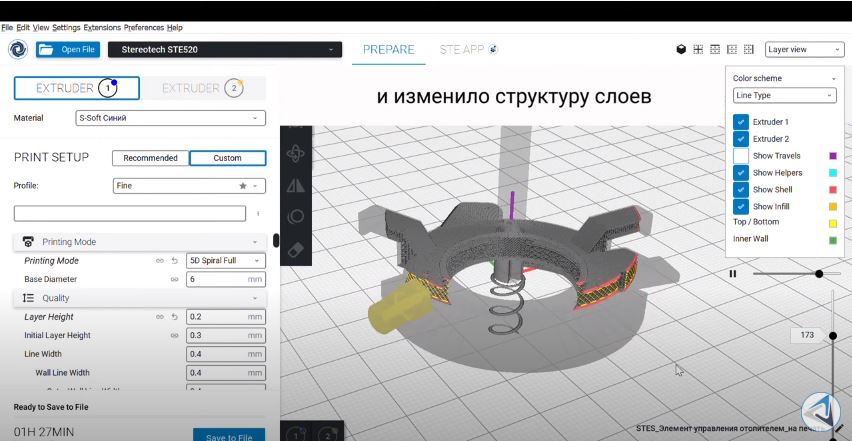 File Edit View Settings Extensions Preferences Help
Open File
Stereotech STE520
PREPARE
STE APP
Layer view
EXTRUDER 1
EXTRUDER 2
Material
S-Soft Синий
PRINT SETUP
Recommended
Custom
Profile:
Fine
Printing Mode
Printing Mode
5D Spiral Full
Base Diameter
6
mm
Quality
Layer Height
0.2
mm
Initial Layer Height
0.3
mm
Line Width
0.4
mm
Wall Line Width
0.4
mm
Ready to Save to File
01H 27MIN
Save to File
и изменило структуру слоев
Color scheme
Line Type
Extruder 1
Extruder 2
Show Travels
Show Helpers
Show Shell
Show Infill
Top / Bottom
Inner Wall
173
1
2
STES_Элемент управления отопителем_на печать